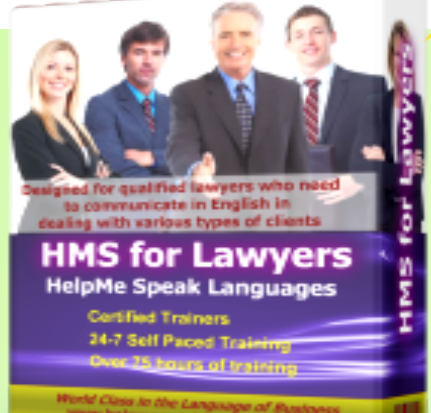 Designed for qualified lawyers who need
to communicate in English in
dealing with various types of clients
HMS for Lawyers
HelpMe Speak Languages
Certified Trainers
24-7 Self Paced Training
Over 75 hours of training
World Class in the Language of Business
HMS for Lawyers